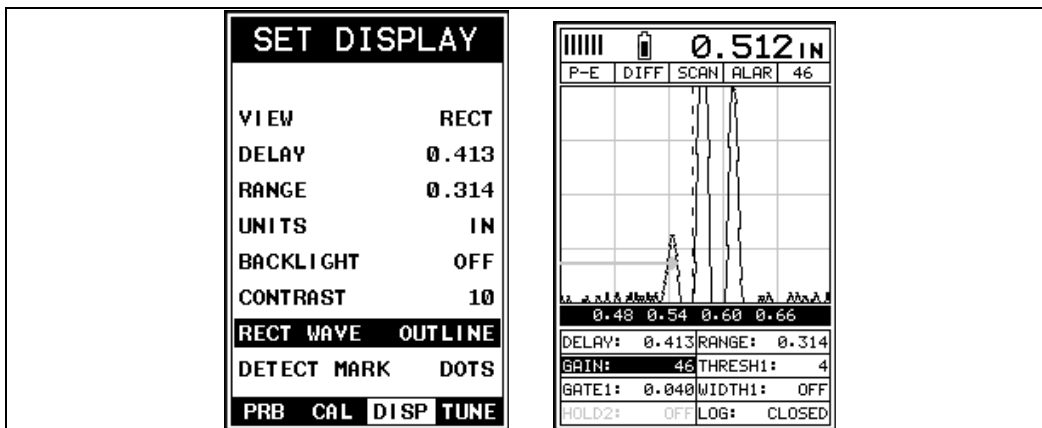 SET DISPLAY
VIEW RECT
DELAY 0.413
RANGE 0.314
UNITS IN
BACKLIGHT OFF
CONTRAST 10
RECT WAVE OUTLINE
DETECT MARK DOTS
PRB CAL DISP TUNE
0.512 IN
P-E DIFF SCAN ALAR 46
0.48 0.54 0.60 0.66
DELAY: 0.413 RANGE: 0.314
GAIN: 46 THRESH1: 4
GATE1: 0.040 WIDTH1: OFF
HOLD2: OFF LOG: CLOSED